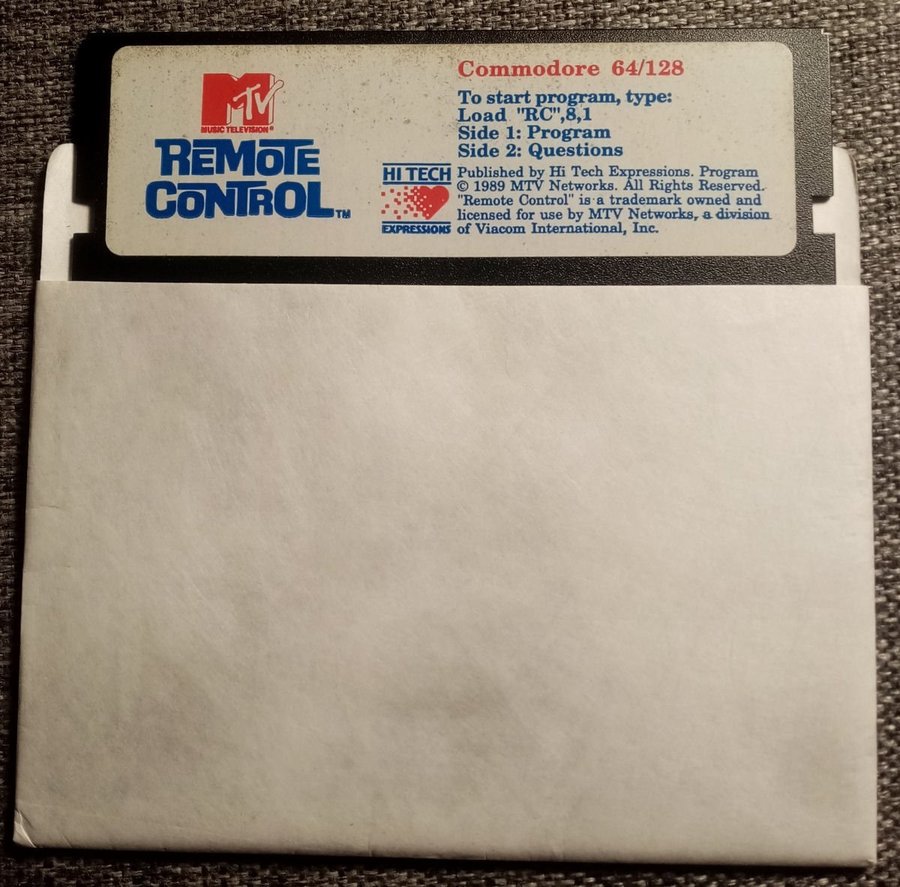 MTV
MUSIC TELEVISION®
REMOTE
CONTROL™
HI TECH
EXPRESSIONS
Commodore 64/128
To start program, type:
Load "RC",8,1
Side 1: Program
Side 2: Questions
Published by Hi Tech Expressions. Program
© 1989 MTV Networks. All Rights Reserved.
"Remote Control" is a trademark owned and
licensed for use by MTV Networks, a division
of Viacom International, Inc.